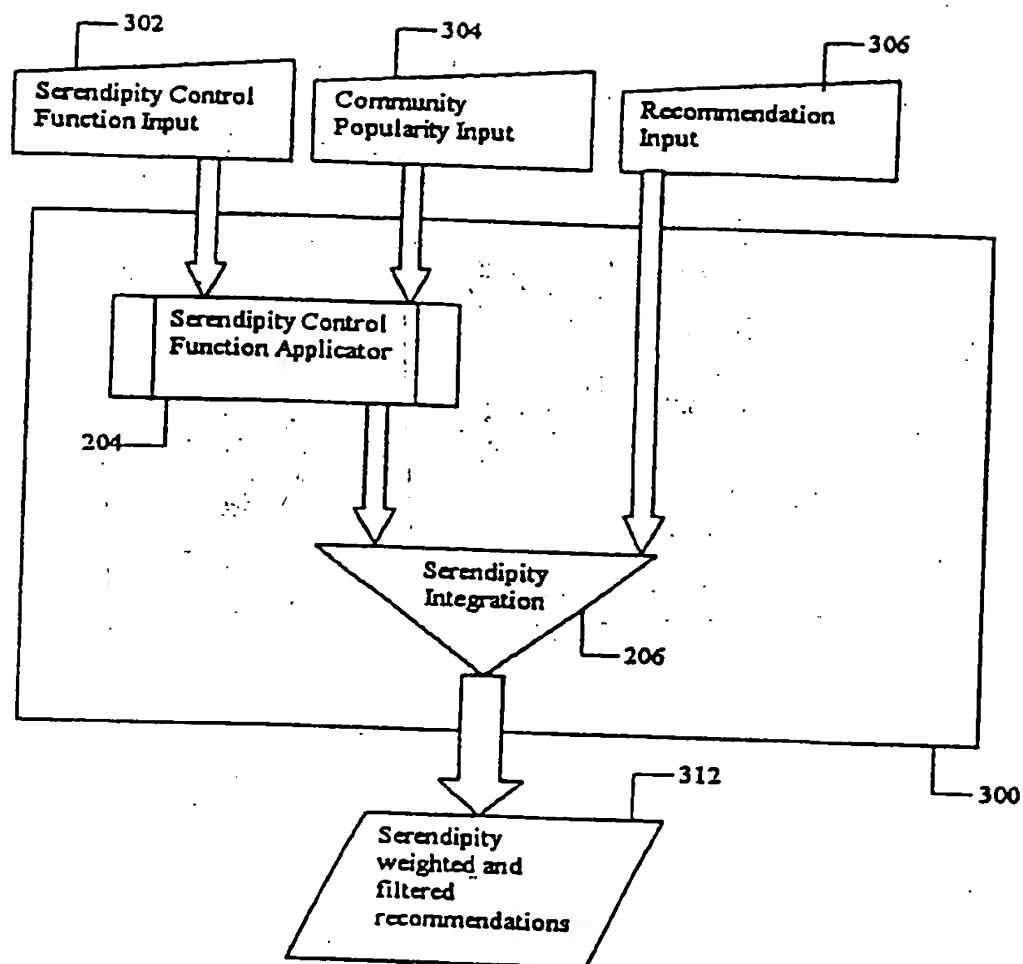 302
304
306
Serendipity Control
Function Input
Community
Popularity Input
Recommendation
Input
Serendipity Control
Function Applicator
204
Serendipity
Integration
206
300
312
Serendipity
weighted and
filtered
recommendations